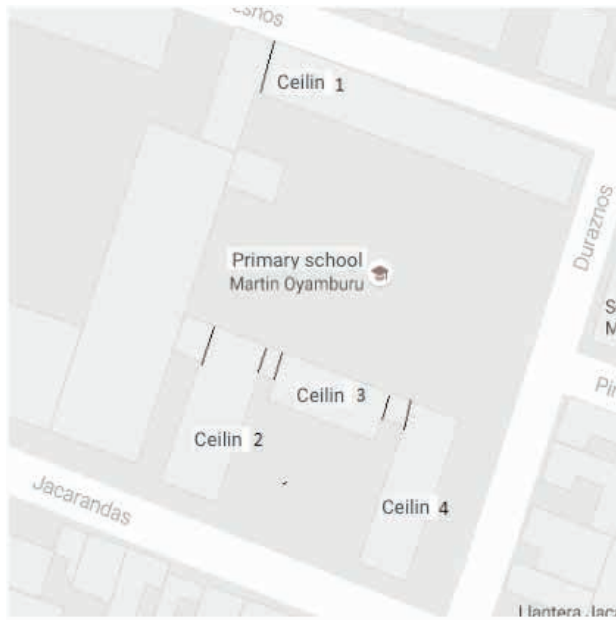 Ceilin 1
Duraznos
Primary school
Martin Oyamburu
Ceilin 3
Ceilin 2
Ceilin 4
Jacarandas